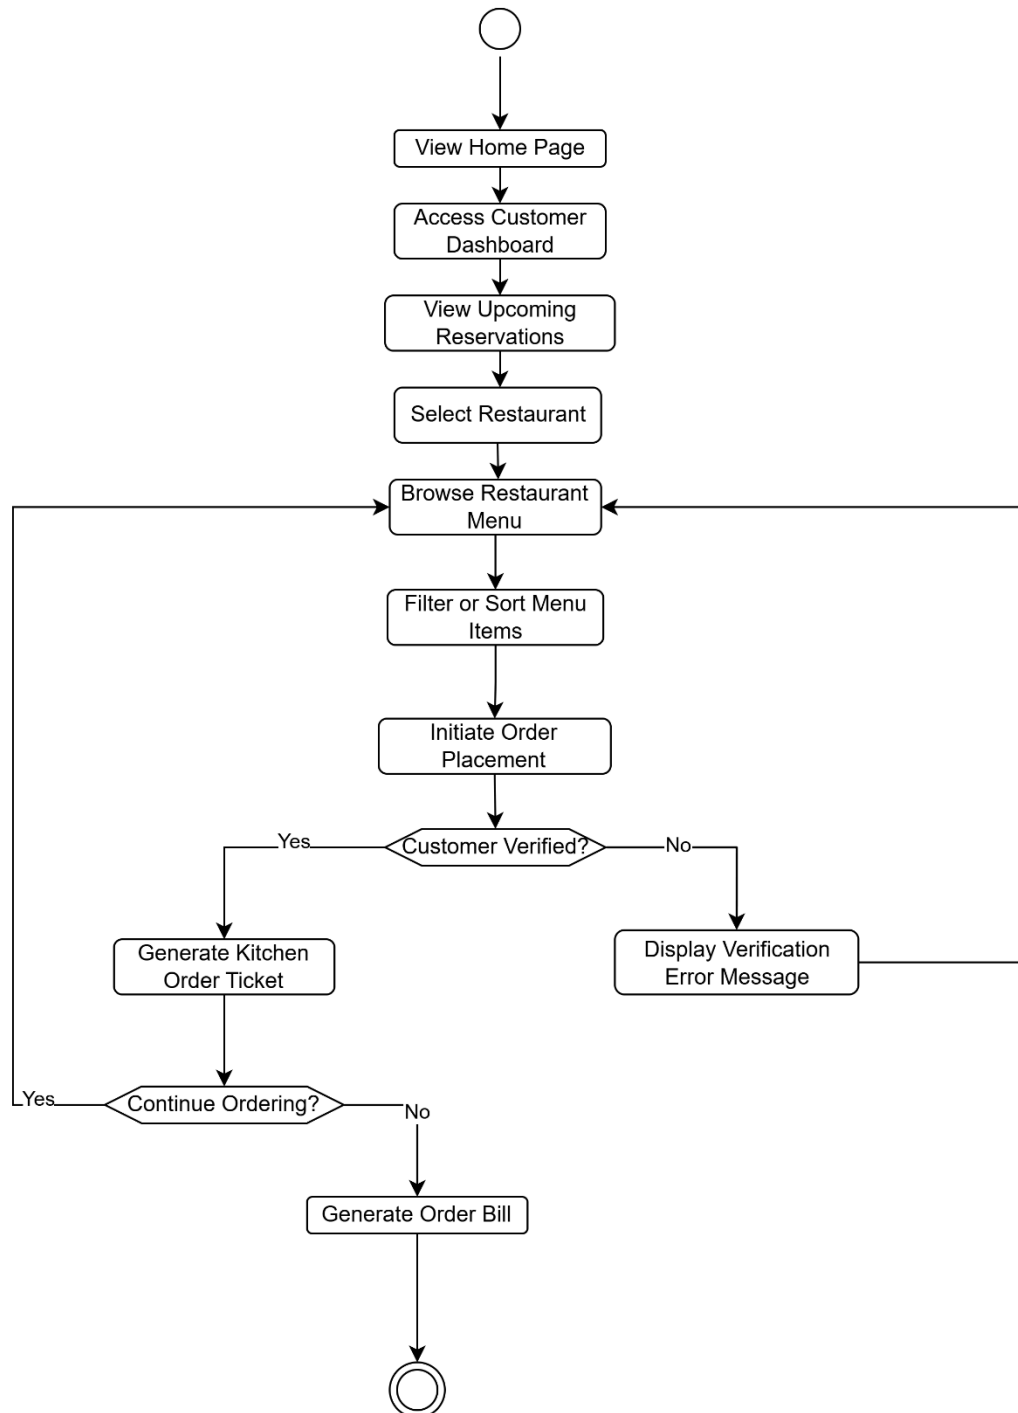 View Home Page
Access Customer
Dashboard
View Upcoming
Reservations
Select Restaurant
Browse Restaurant
Menu
Filter or Sort Menu
Items
Initiate Order
Placement
Yes
Customer Verified?
No
Generate Kitchen
Order Ticket
Display Verification
Error Message
Yes
Continue Ordering?
No
Generate Order Bill